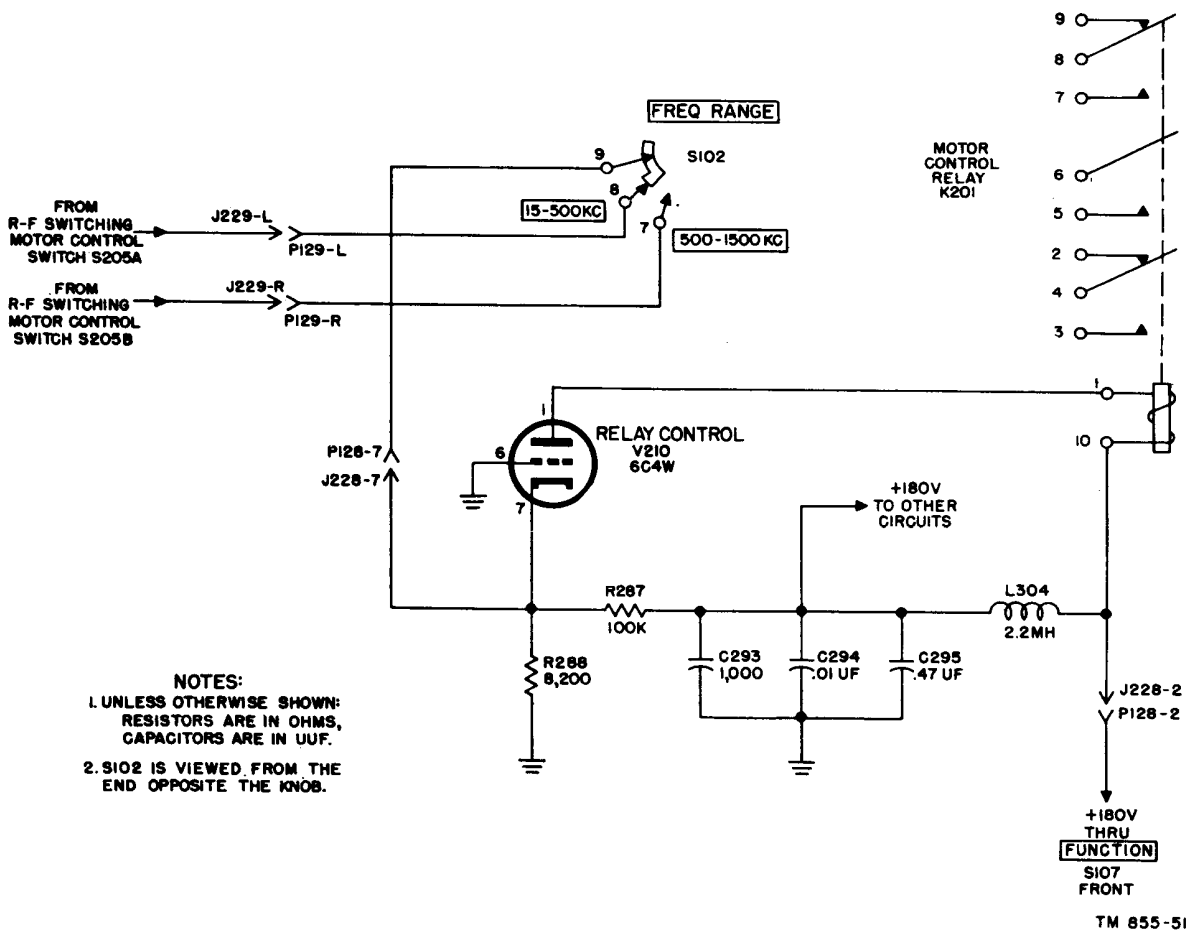 9
8
7
6
5
2
4
3
1
10
MOTOR
CONTROL
RELAY
K201
FREQ RANGE
S102
9
8
7
15-500KC
500-1500KC
FROM
R-F SWITCHING
MOTOR CONTROL
SWITCH S205A
J229-L
P129-L
FROM
R-F SWITCHING
MOTOR CONTROL
SWITCH S205B
J229-R
P129-R
P128-7
J228-7
1
6
7
RELAY CONTROL
V210
6C4W
+180V
TO OTHER
CIRCUITS
R287
100K
R288
8,200
C293
1,000
C294
.01 UF
C295
.47 UF
L304
2.2MH
J228-2
P128-2
+180V
THRU
FUNCTION
S107
FRONT
NOTES:
1. UNLESS OTHERWISE SHOWN:
RESISTORS ARE IN OHMS,
CAPACITORS ARE IN UUF.
2. S102 IS VIEWED FROM THE
END OPPOSITE THE KNOB.
TM 855-51